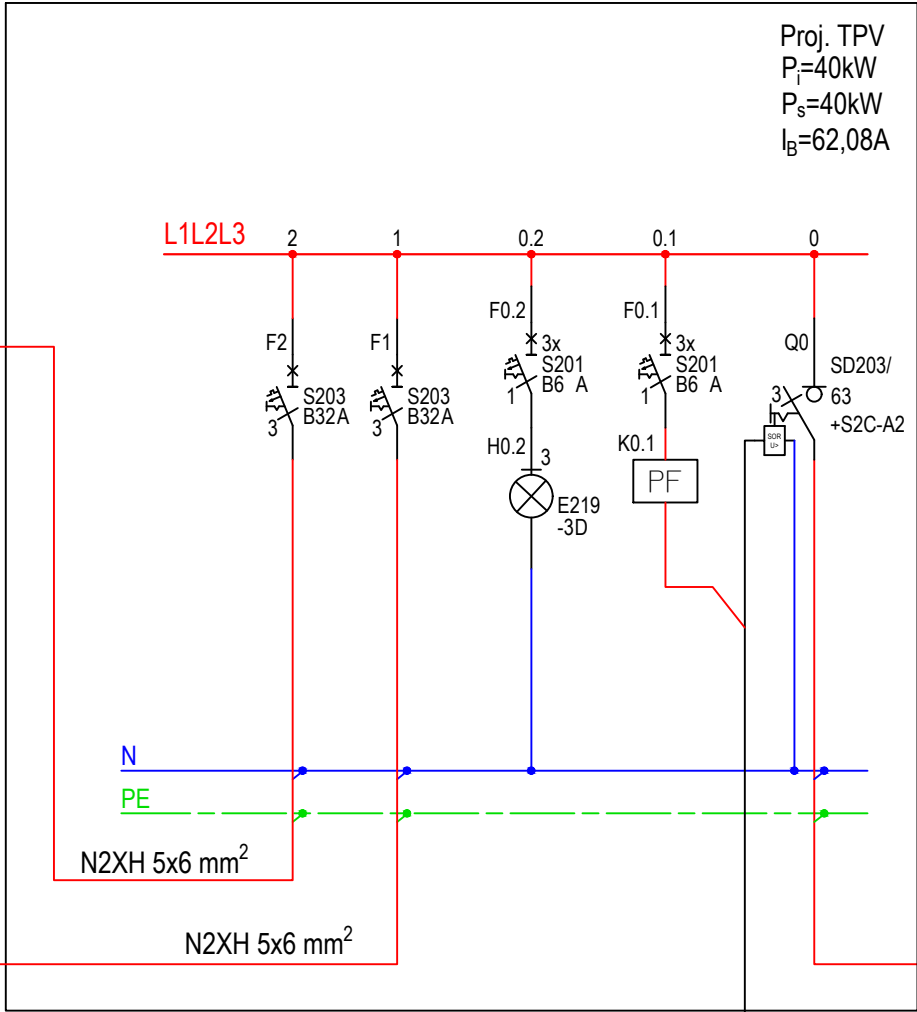 Proj. TPV
Pi=40kW
Ps=40kW
IB=62,08A
L1L2L3
2
1
0.2
0.1
0
F2
S203
B32A
3
F1
S203
B32A
3
F0.2
3x
S201
B6 A
1
F0.1
3x
S201
B6 A
1
Q0
SD203/
63
+S2C-A2
3
SOR
U>
H0.2
3
E219
-3D
K0.1
PF
N
PE
N2XH 5x6 mm²
N2XH 5x6 mm²